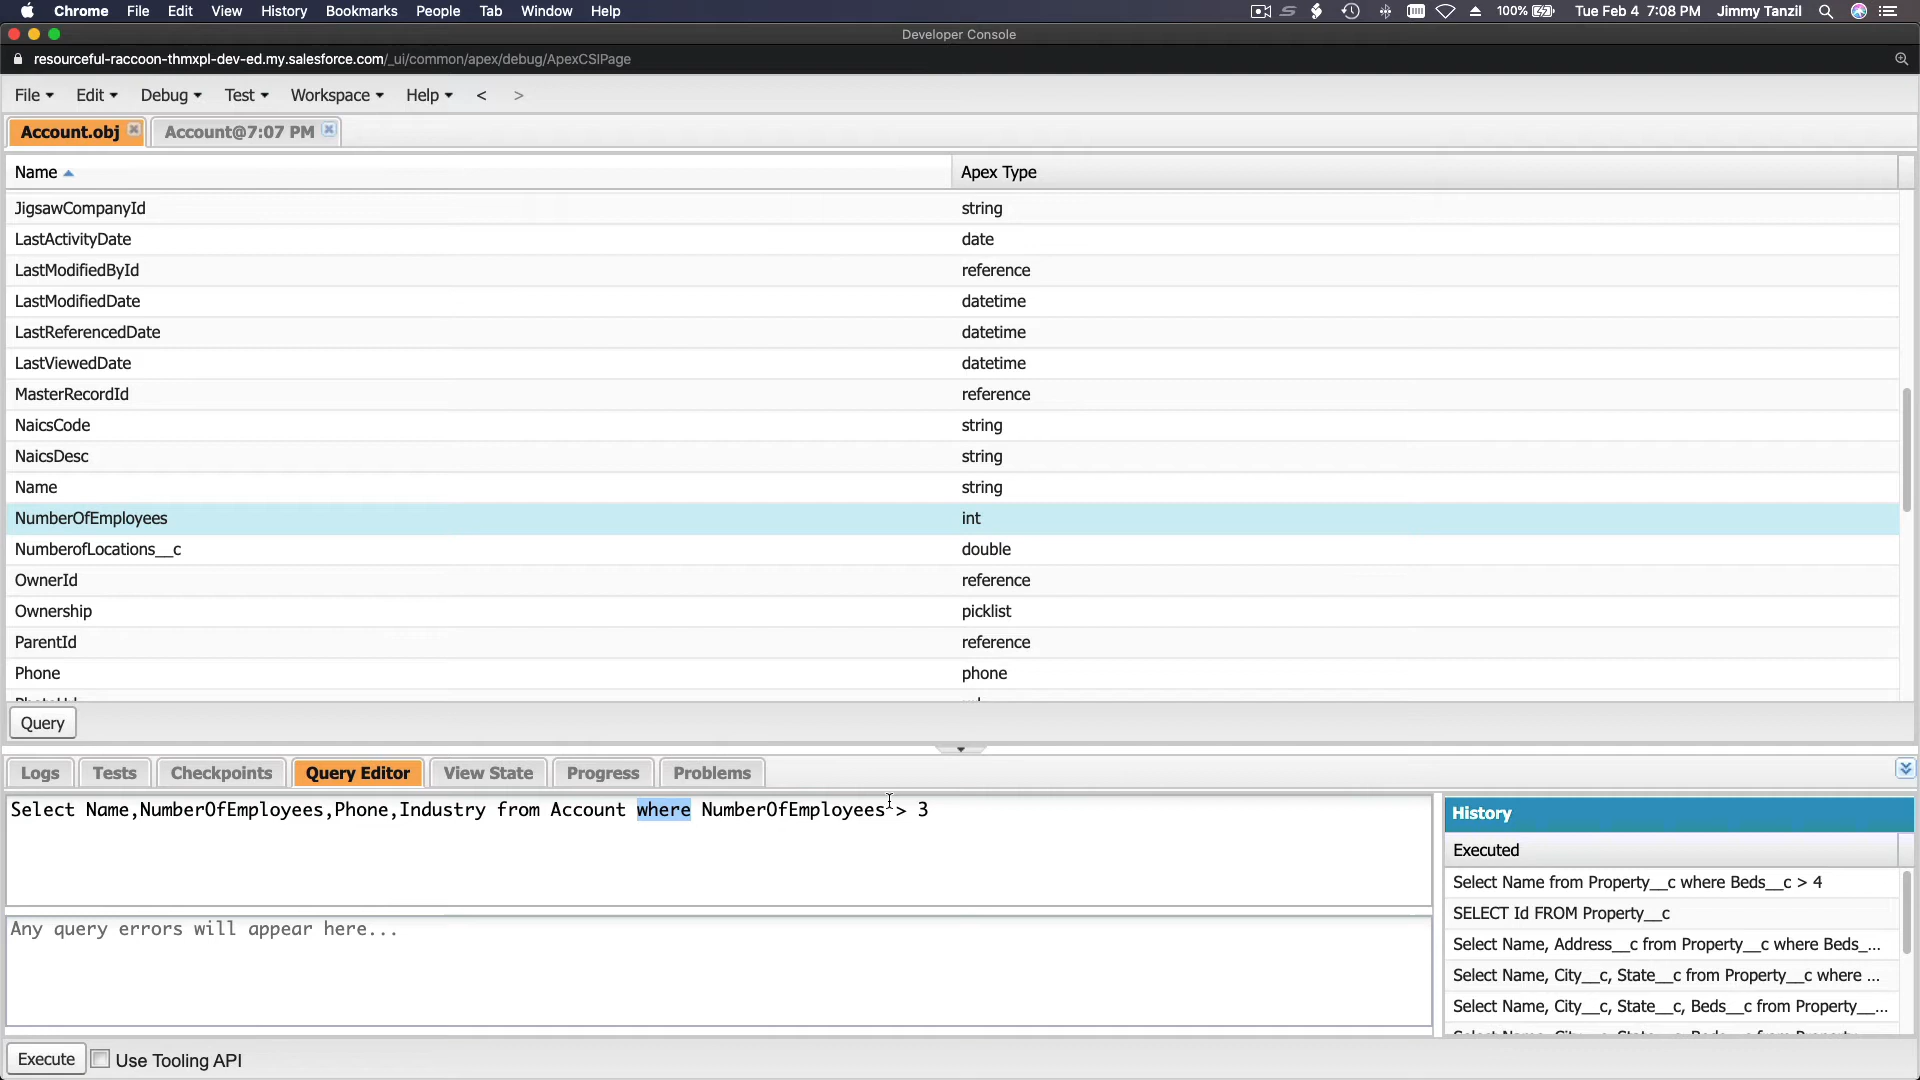 Chrome File Edit View History Bookmarks People Tab Window Help 100% Tue Feb 4 7:08 PM Jimmy Tanzil
Developer Console
resourceful-raccoon-thmxpl-dev-ed.my.salesforce.com/_ui/common/apex/debug/ApexCSIPage
File Edit Debug Test Workspace Help < >
Account.obj Account@7:07 PM
Name Apex Type
JigsawCompanyId string
LastActivityDate date
LastModifiedById reference
LastModifiedDate datetime
LastReferencedDate datetime
LastViewedDate datetime
MasterRecordId reference
NaicsCode string
NaicsDesc string
Name string
NumberOfEmployees int
NumberofLocations__c double
OwnerId reference
Ownership picklist
ParentId reference
Phone phone
Query
Logs Tests Checkpoints Query Editor View State Progress Problems
Select Name,NumberOfEmployees,Phone,Industry from Account where NumberOfEmployees > 3
Any query errors will appear here...
History
Executed
Select Name from Property__c where Beds__c > 4
SELECT Id FROM Property__c
Select Name, Address__c from Property__c where Beds_...
Select Name, City__c, State__c from Property__c where ...
Select Name, City__c, State__c, Beds__c from Property__...
Execute Use Tooling API